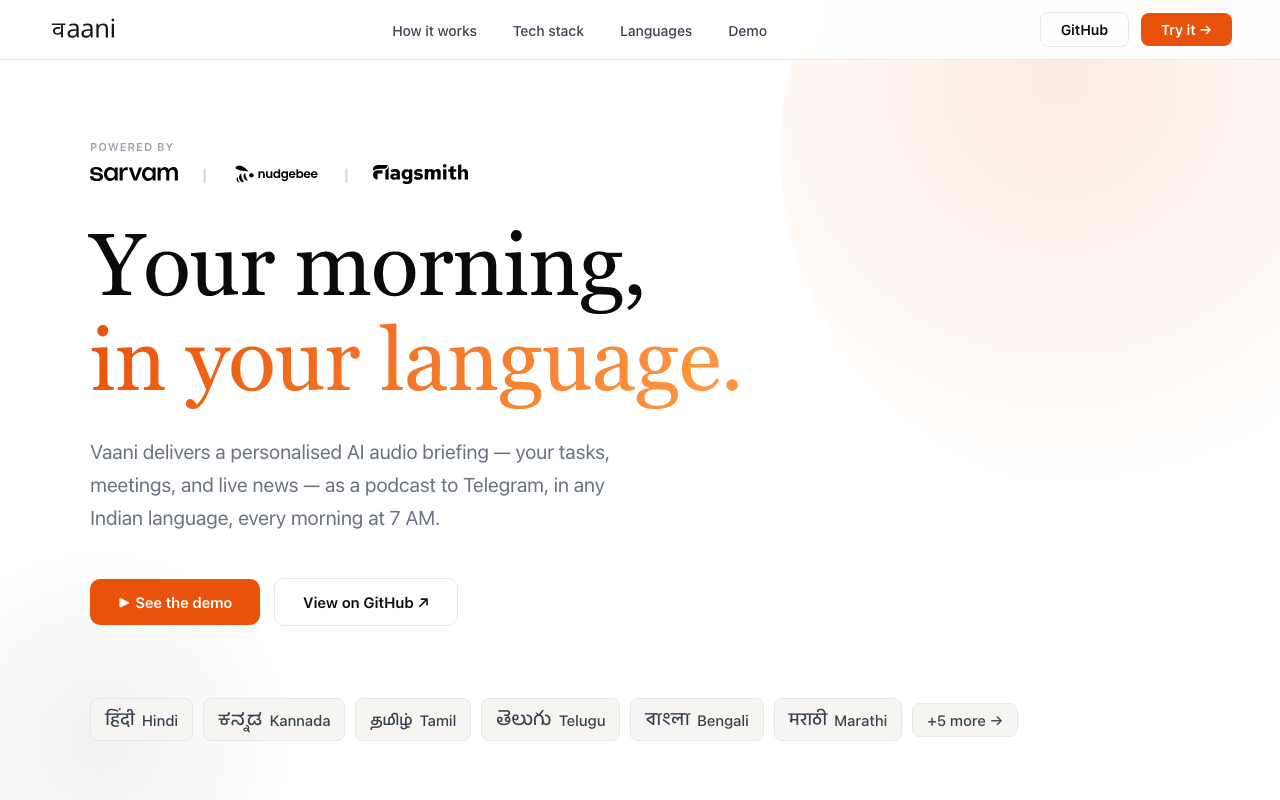 वaani
How it works
Tech stack
Languages
Demo
GitHub
Try it →
POWERED BY
sarvam | nudgebee | Flagsmith
Your morning,
in your language.
Vaani delivers a personalised AI audio briefing — your tasks,
meetings, and live news — as a podcast to Telegram, in any
Indian language, every morning at 7 AM.
▶ See the demo
View on GitHub ↗
हिंदी Hindi
ಕನ್ನಡ Kannada
தமிழ் Tamil
తెలుగు Telugu
বাংলা Bengali
मराठी Marathi
+5 more →